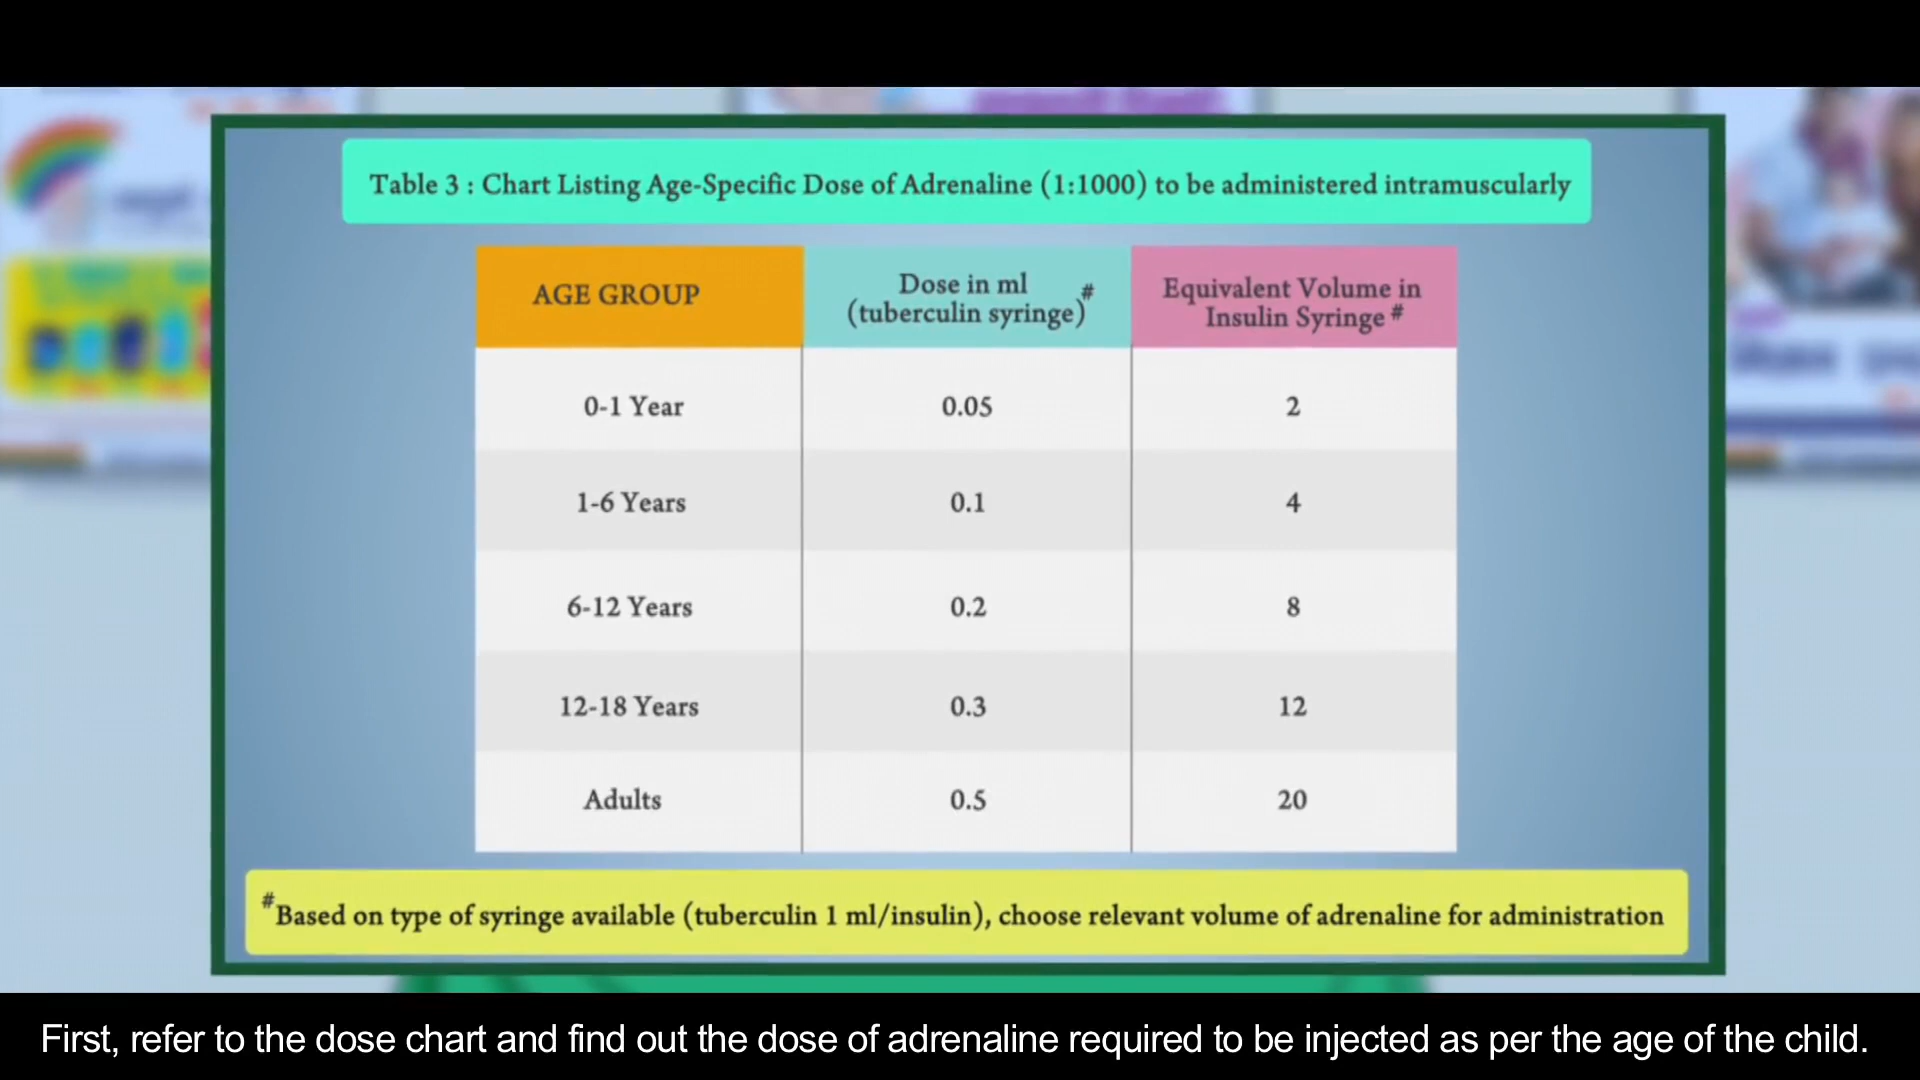 Table 3 : Chart Listing Age-Specific Dose of Adrenaline (1:1000) to be administered intramuscularly
AGE GROUP
Dose in ml
(tuberculin syringe)#
Equivalent Volume in
Insulin Syringe #
0-1 Year 0.05 2
1-6 Years 0.1 4
6-12 Years 0.2 8
12-18 Years 0.3 12
Adults 0.5 20
#Based on type of syringe available (tuberculin 1 ml/insulin), choose relevant volume of adrenaline for administration
First, refer to the dose chart and find out the dose of adrenaline required to be injected as per the age of the child.